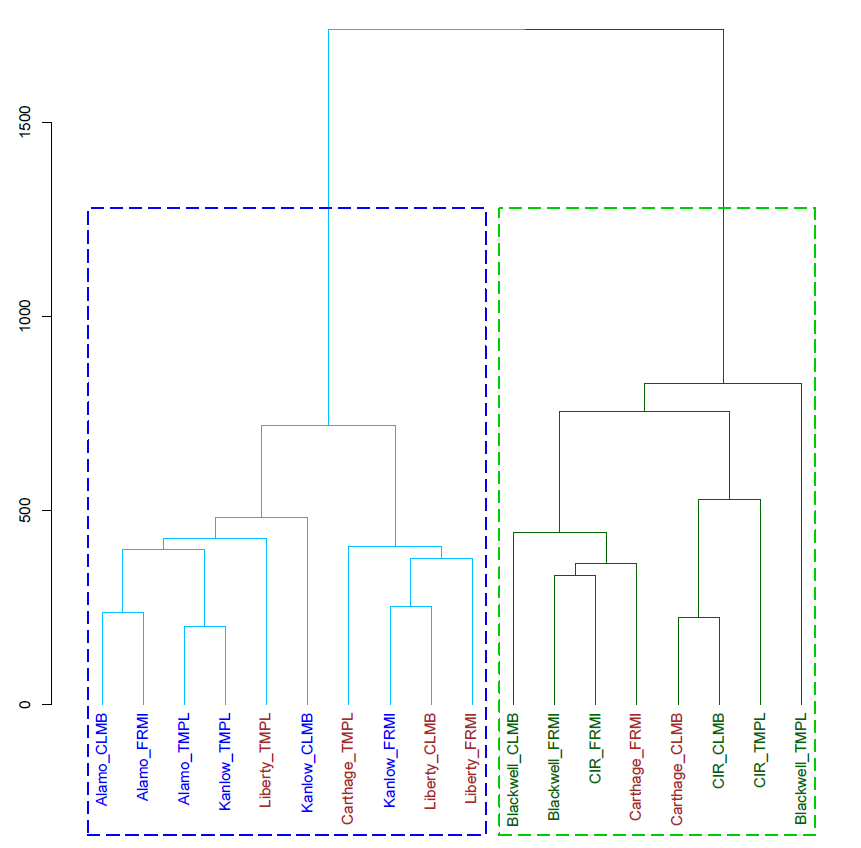 1500
1000
500
0
Alamo_CLMB
Alamo_FRMI
Alamo_TMPL
Kanlow_TMPL
Liberty_TMPL
Kanlow_CLMB
Carthage_TMPL
Kanlow_FRMI
Liberty_CLMB
Liberty_FRMI
Blackwell_CLMB
Blackwell_FRMI
CIR_FRMI
Carthage_FRMI
Carthage_CLMB
CIR_CLMB
CIR_TMPL
Blackwell_TMPL